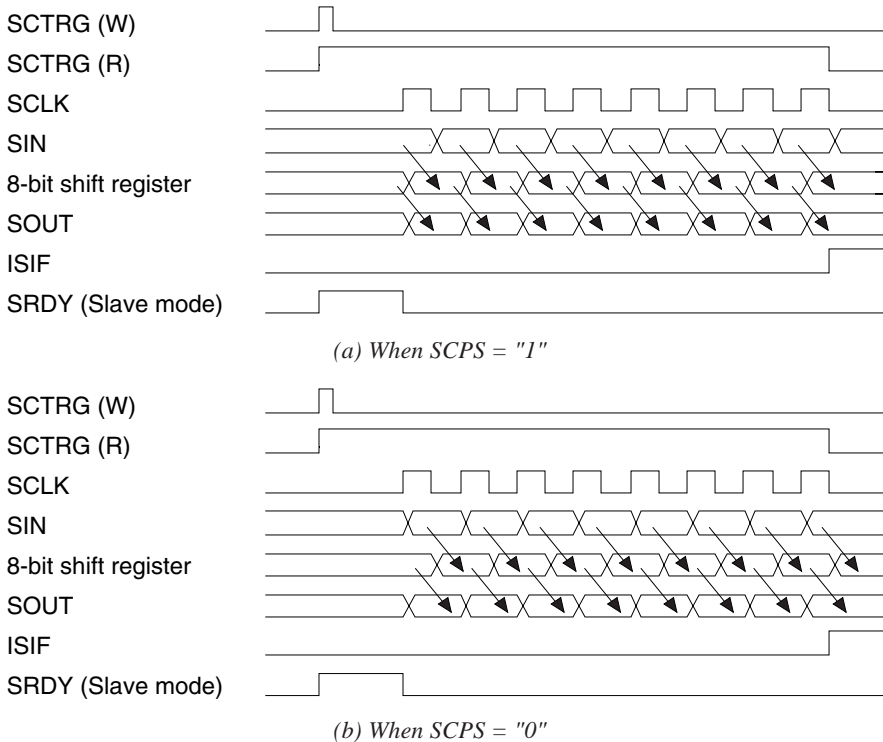 SCTRG (W)
SCTRG (R)
SCLK
SIN
8-bit shift register
SOUT
ISIF
SRDY (Slave mode)
(a) When SCPS = "1"
SCTRG (W)
SCTRG (R)
SCLK
SIN
8-bit shift register
SOUT
ISIF
SRDY (Slave mode)
(b) When SCPS = "0"